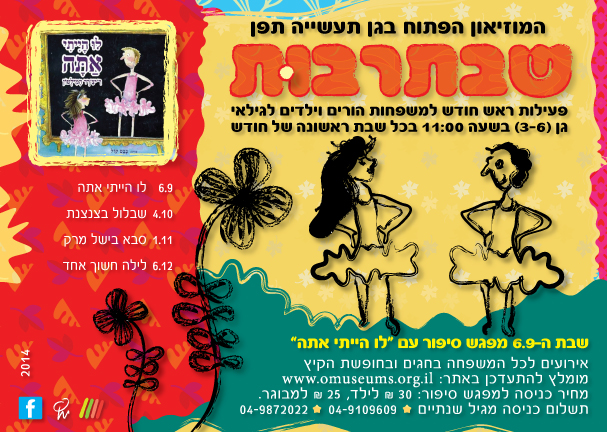 המוזיאון הפתוח בגן תעשייה תפן
שבתרבות
פעילות ראש חודש למשפחות הורים וילדים לגילאי
גן (3-6) בשעה 11:00 בכל שבת ראשונה של חודש
לו הייתי
אתה
6.9 לו הייתי אתה
4.10 שבלול בצנצנת
1.11 סבא בישל מרק
6.12 לילה חשוך אחד
שבת ה-6.9 מפגש סיפור עם "לו הייתי אתה"
אירועים לכל המשפחה בחגים ובחופשת הקיץ
מומלץ להתעדכן באתר: www.omuseums.org.il
מחיר כניסה למפגש סיפור: 30 ₪ לילד, 25 ₪ למבוגר.
תשלום כניסה מגיל שנתיים ★ 04-9109609 ★ 04-9872022
2014
f